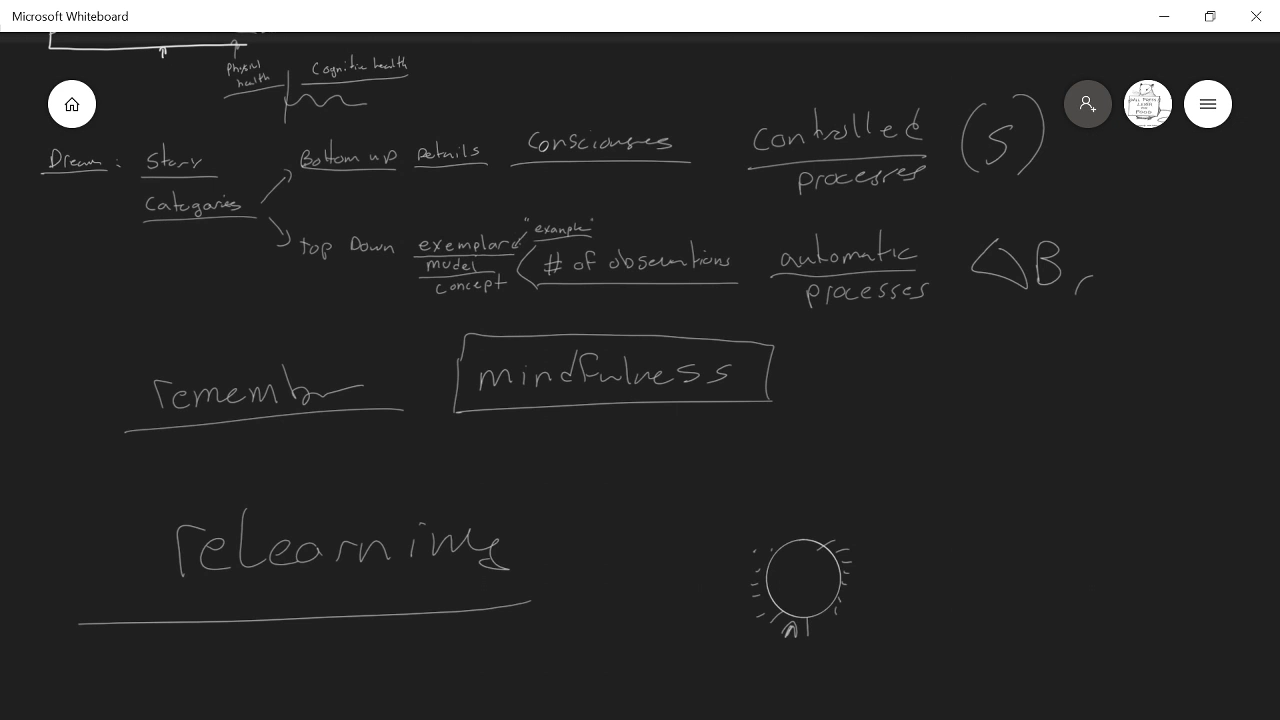 Microsoft Whiteboard
Physical health
Cognitive health
Dream : Story
Categories
Bottom up Details Consciousness
controlled processes (S)
Top Down exemplar "example"
model
concept
# of observations
automatic processes ΔB,
remember
mindfulness
relearning